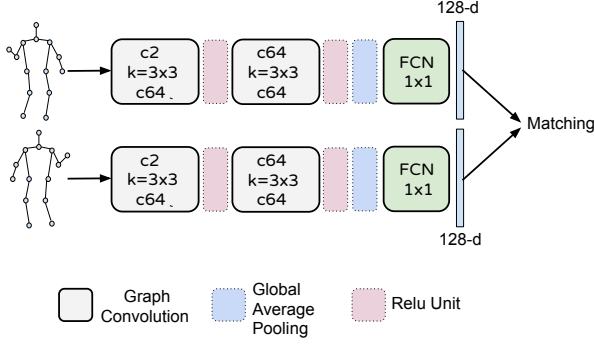 128-d
c2
k=3x3
c64
c64
k=3x3
c64
FCN
1x1
Matching
c2
k=3x3
c64
c64
k=3x3
c64
FCN
1x1
128-d
Graph
Convolution
Global
Average
Pooling
Relu Unit